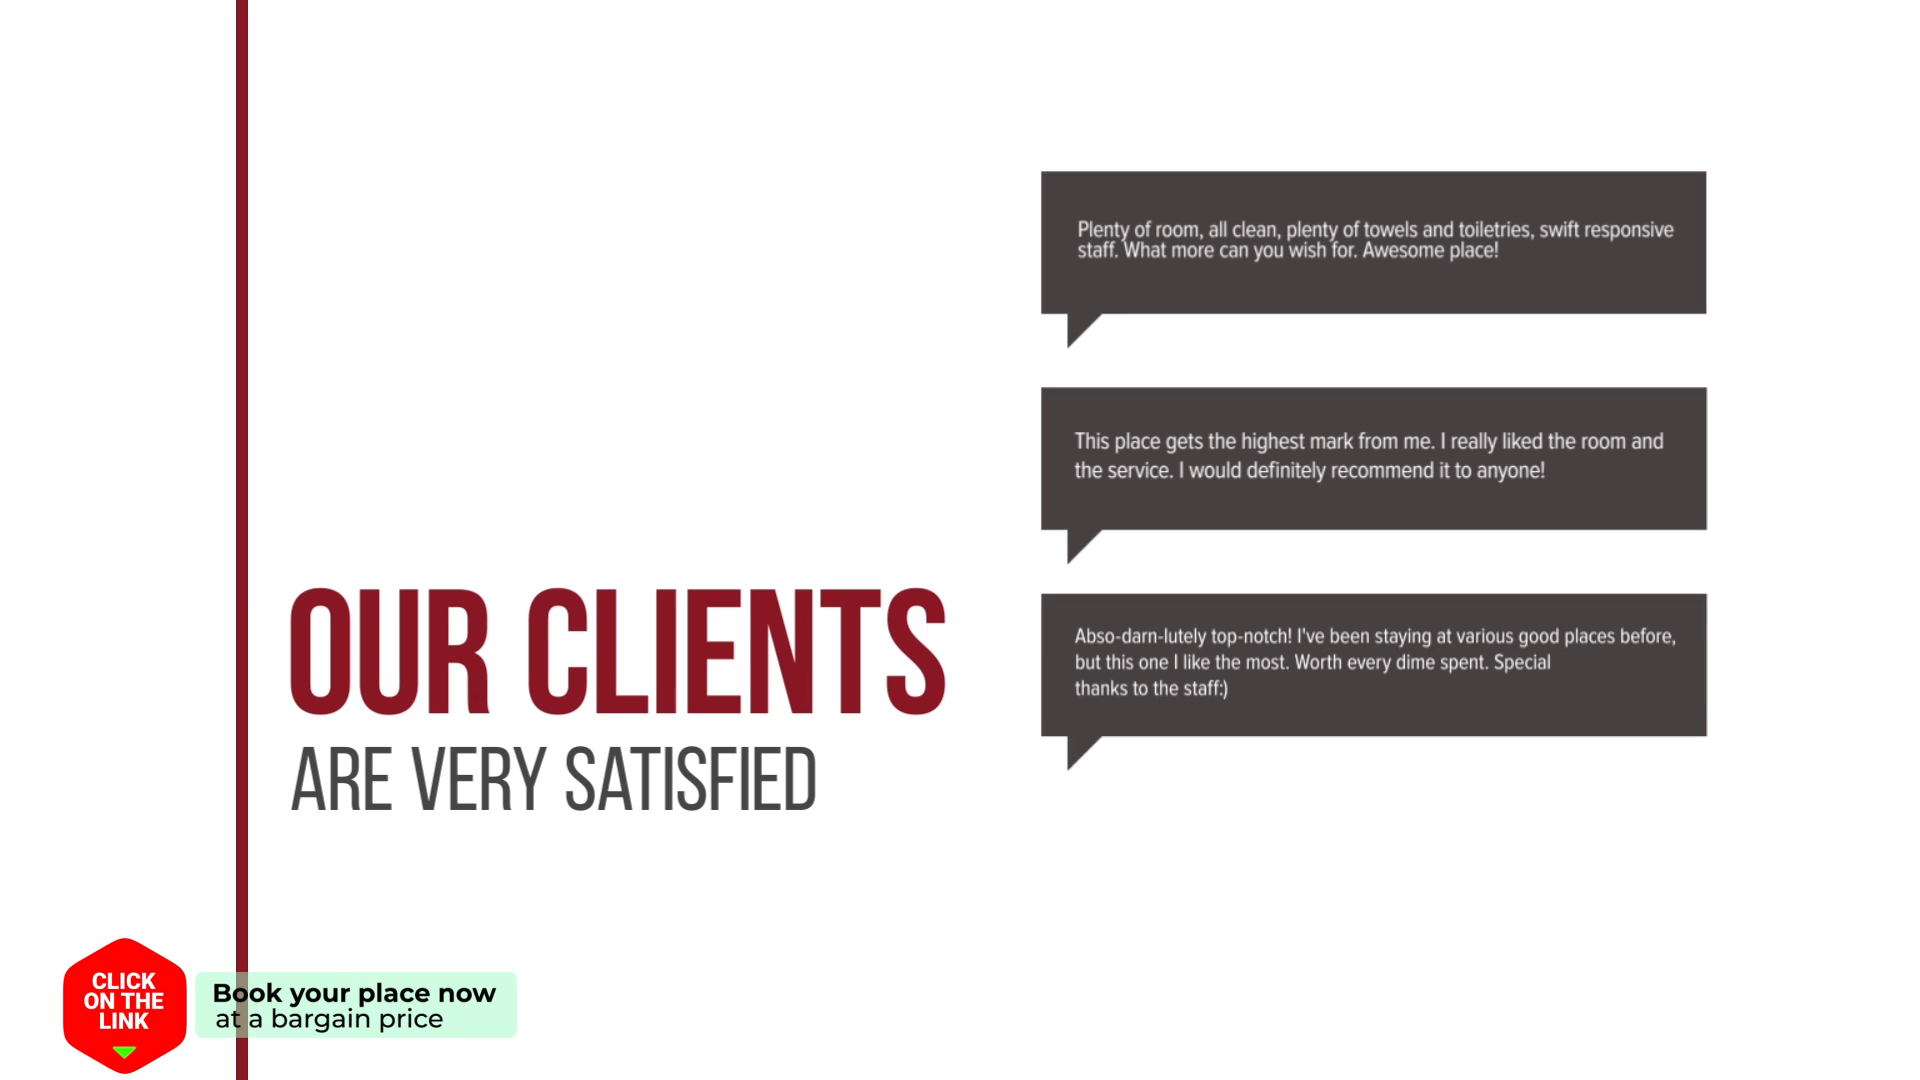 Plenty of room, all clean, plenty of towels and toiletries, swift responsive
staff. What more can you wish for. Awesome place!
This place gets the highest mark from me. I really liked the room and
the service. I would definitely recommend it to anyone!
Abso-darn-lutely top-notch! I've been staying at various good places before,
but this one I like the most. Worth every dime spent. Special
thanks to the staff:)
OUR CLIENTS
ARE VERY SATISFIED
CLICK
ON THE
LINK
Book your place now
at a bargain price